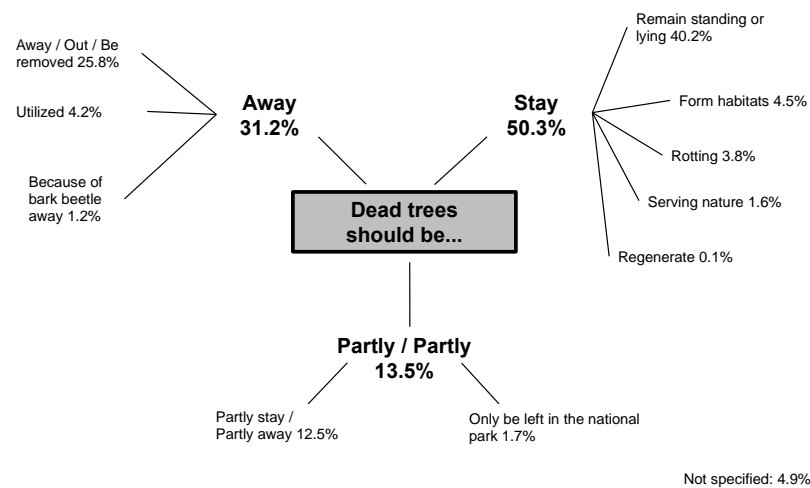 Remain standing or
lying 40.2%
Away / Out / Be
removed 25.8%
Away
31.2%
Stay
50.3%
Utilized 4.2%
Form habitats 4.5%
Because of
bark beetle
away 1.2%
Rotting 3.8%
Serving nature 1.6%
Dead trees
should be...
Regenerate 0.1%
Partly / Partly
13.5%
Partly stay /
Partly away 12.5%
Only be left in the national
park 1.7%
Not specified: 4.9%